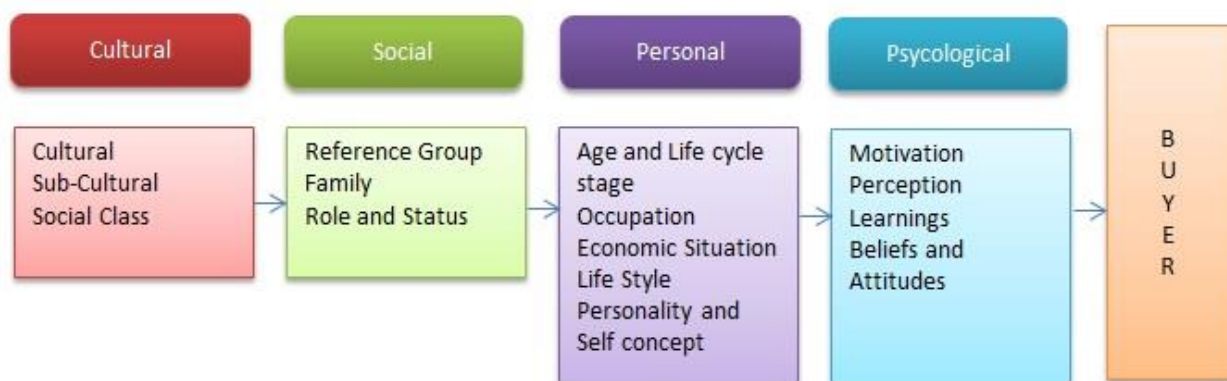 Cultural
Social
Personal
Psycological
Cultural
Sub-Cultural
Social Class
Reference Group
Family
Role and Status
Age and Life cycle
stage
Occupation
Economic Situation
Life Style
Personality and
Self concept
Motivation
Perception
Learnings
Beliefs and
Attitudes
B
U
Y
E
R